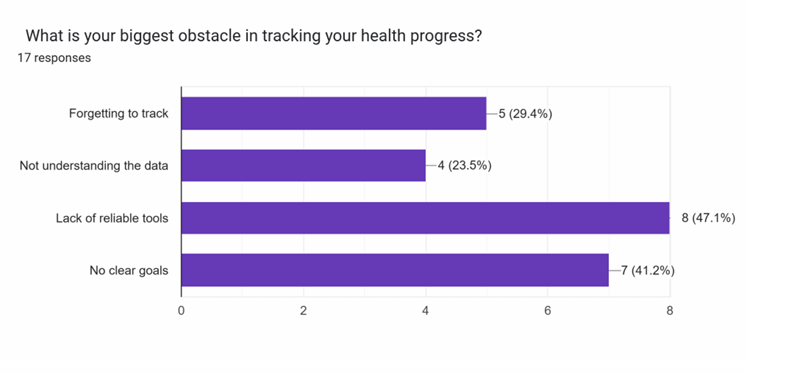 What is your biggest obstacle in tracking your health progress?
17 responses
Forgetting to track
5 (29.4%)
Not understanding the data
4 (23.5%)
Lack of reliable tools
8 (47.1%)
No clear goals
7 (41.2%)
0 2 4 6 8